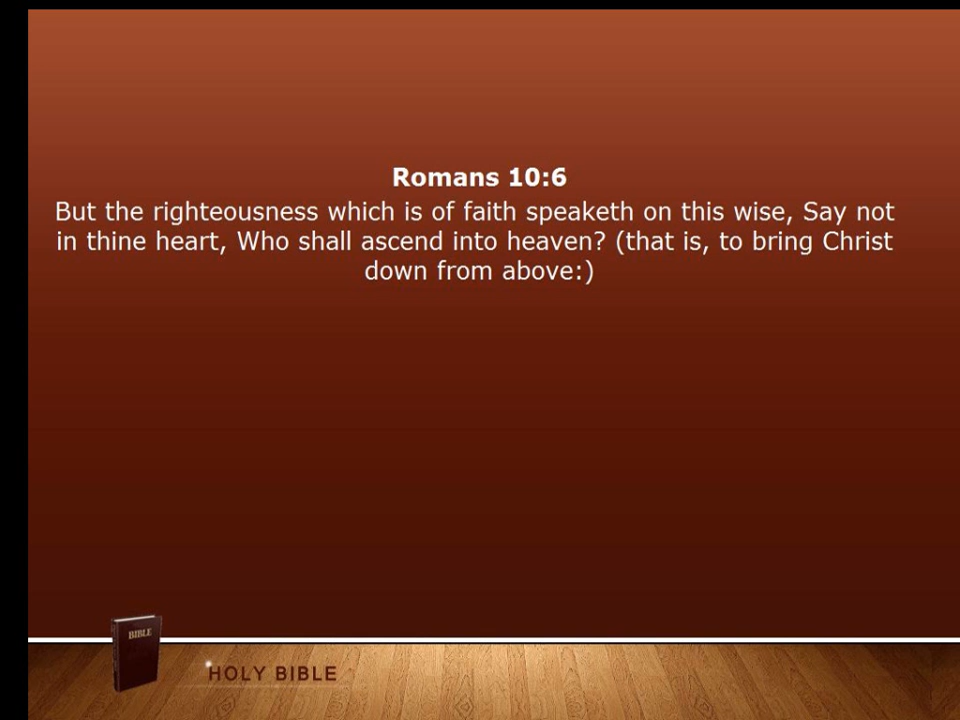 Romans 10:6
But the righteousness which is of faith speaketh on this wise, Say not
in thine heart, Who shall ascend into heaven? (that is, to bring Christ
down from above:)
BIBLE
HOLY BIBLE